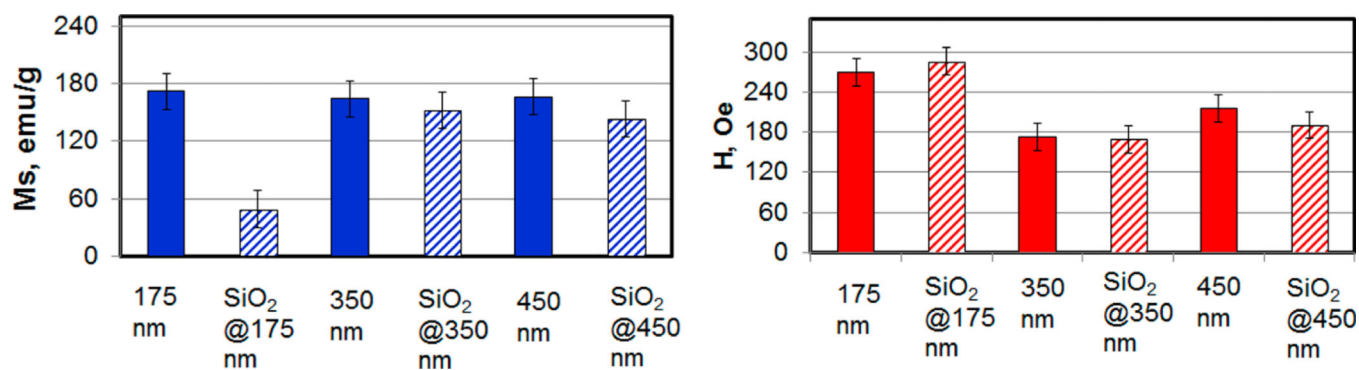 Ms, emu/g
240
180
120
60
0
175
nm
SiO₂
@175
nm
350
nm
SiO₂
@350
nm
450
nm
SiO₂
@450
nm
H, Oe
300
240
180
120
60
0
175
nm
SiO₂
@175
nm
350
nm
SiO₂
@350
nm
450
nm
SiO₂
@450
nm